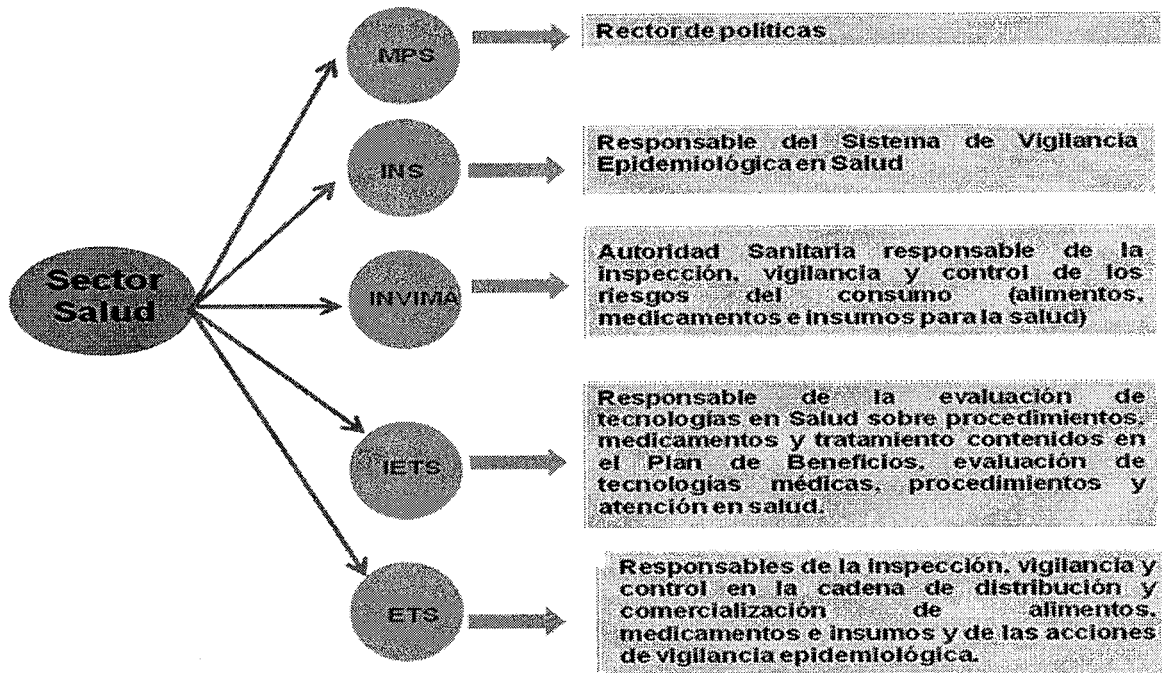 MPS
Rector de políticas
INS
Responsable del Sistema de Vigilancia
Epidemiológica en Salud
Sector
Salud
INVIMA
Autoridad Sanitaria responsable de la
inspección, vigilancia y control de los
riesgos del consumo (alimentos,
medicamentos e insumos para la salud)
IETS
Responsable de la evaluación de
tecnologías en Salud sobre procedimientos,
medicamentos y tratamiento contenidos en
el Plan de Beneficios, evaluación de
tecnologías médicas, procedimientos y
atención en salud.
ETS
Responsables de la inspección, vigilancia y
control en la cadena de distribución y
comercialización de alimentos,
medicamentos e insumos y de las acciones
de vigilancia epidemiológica.